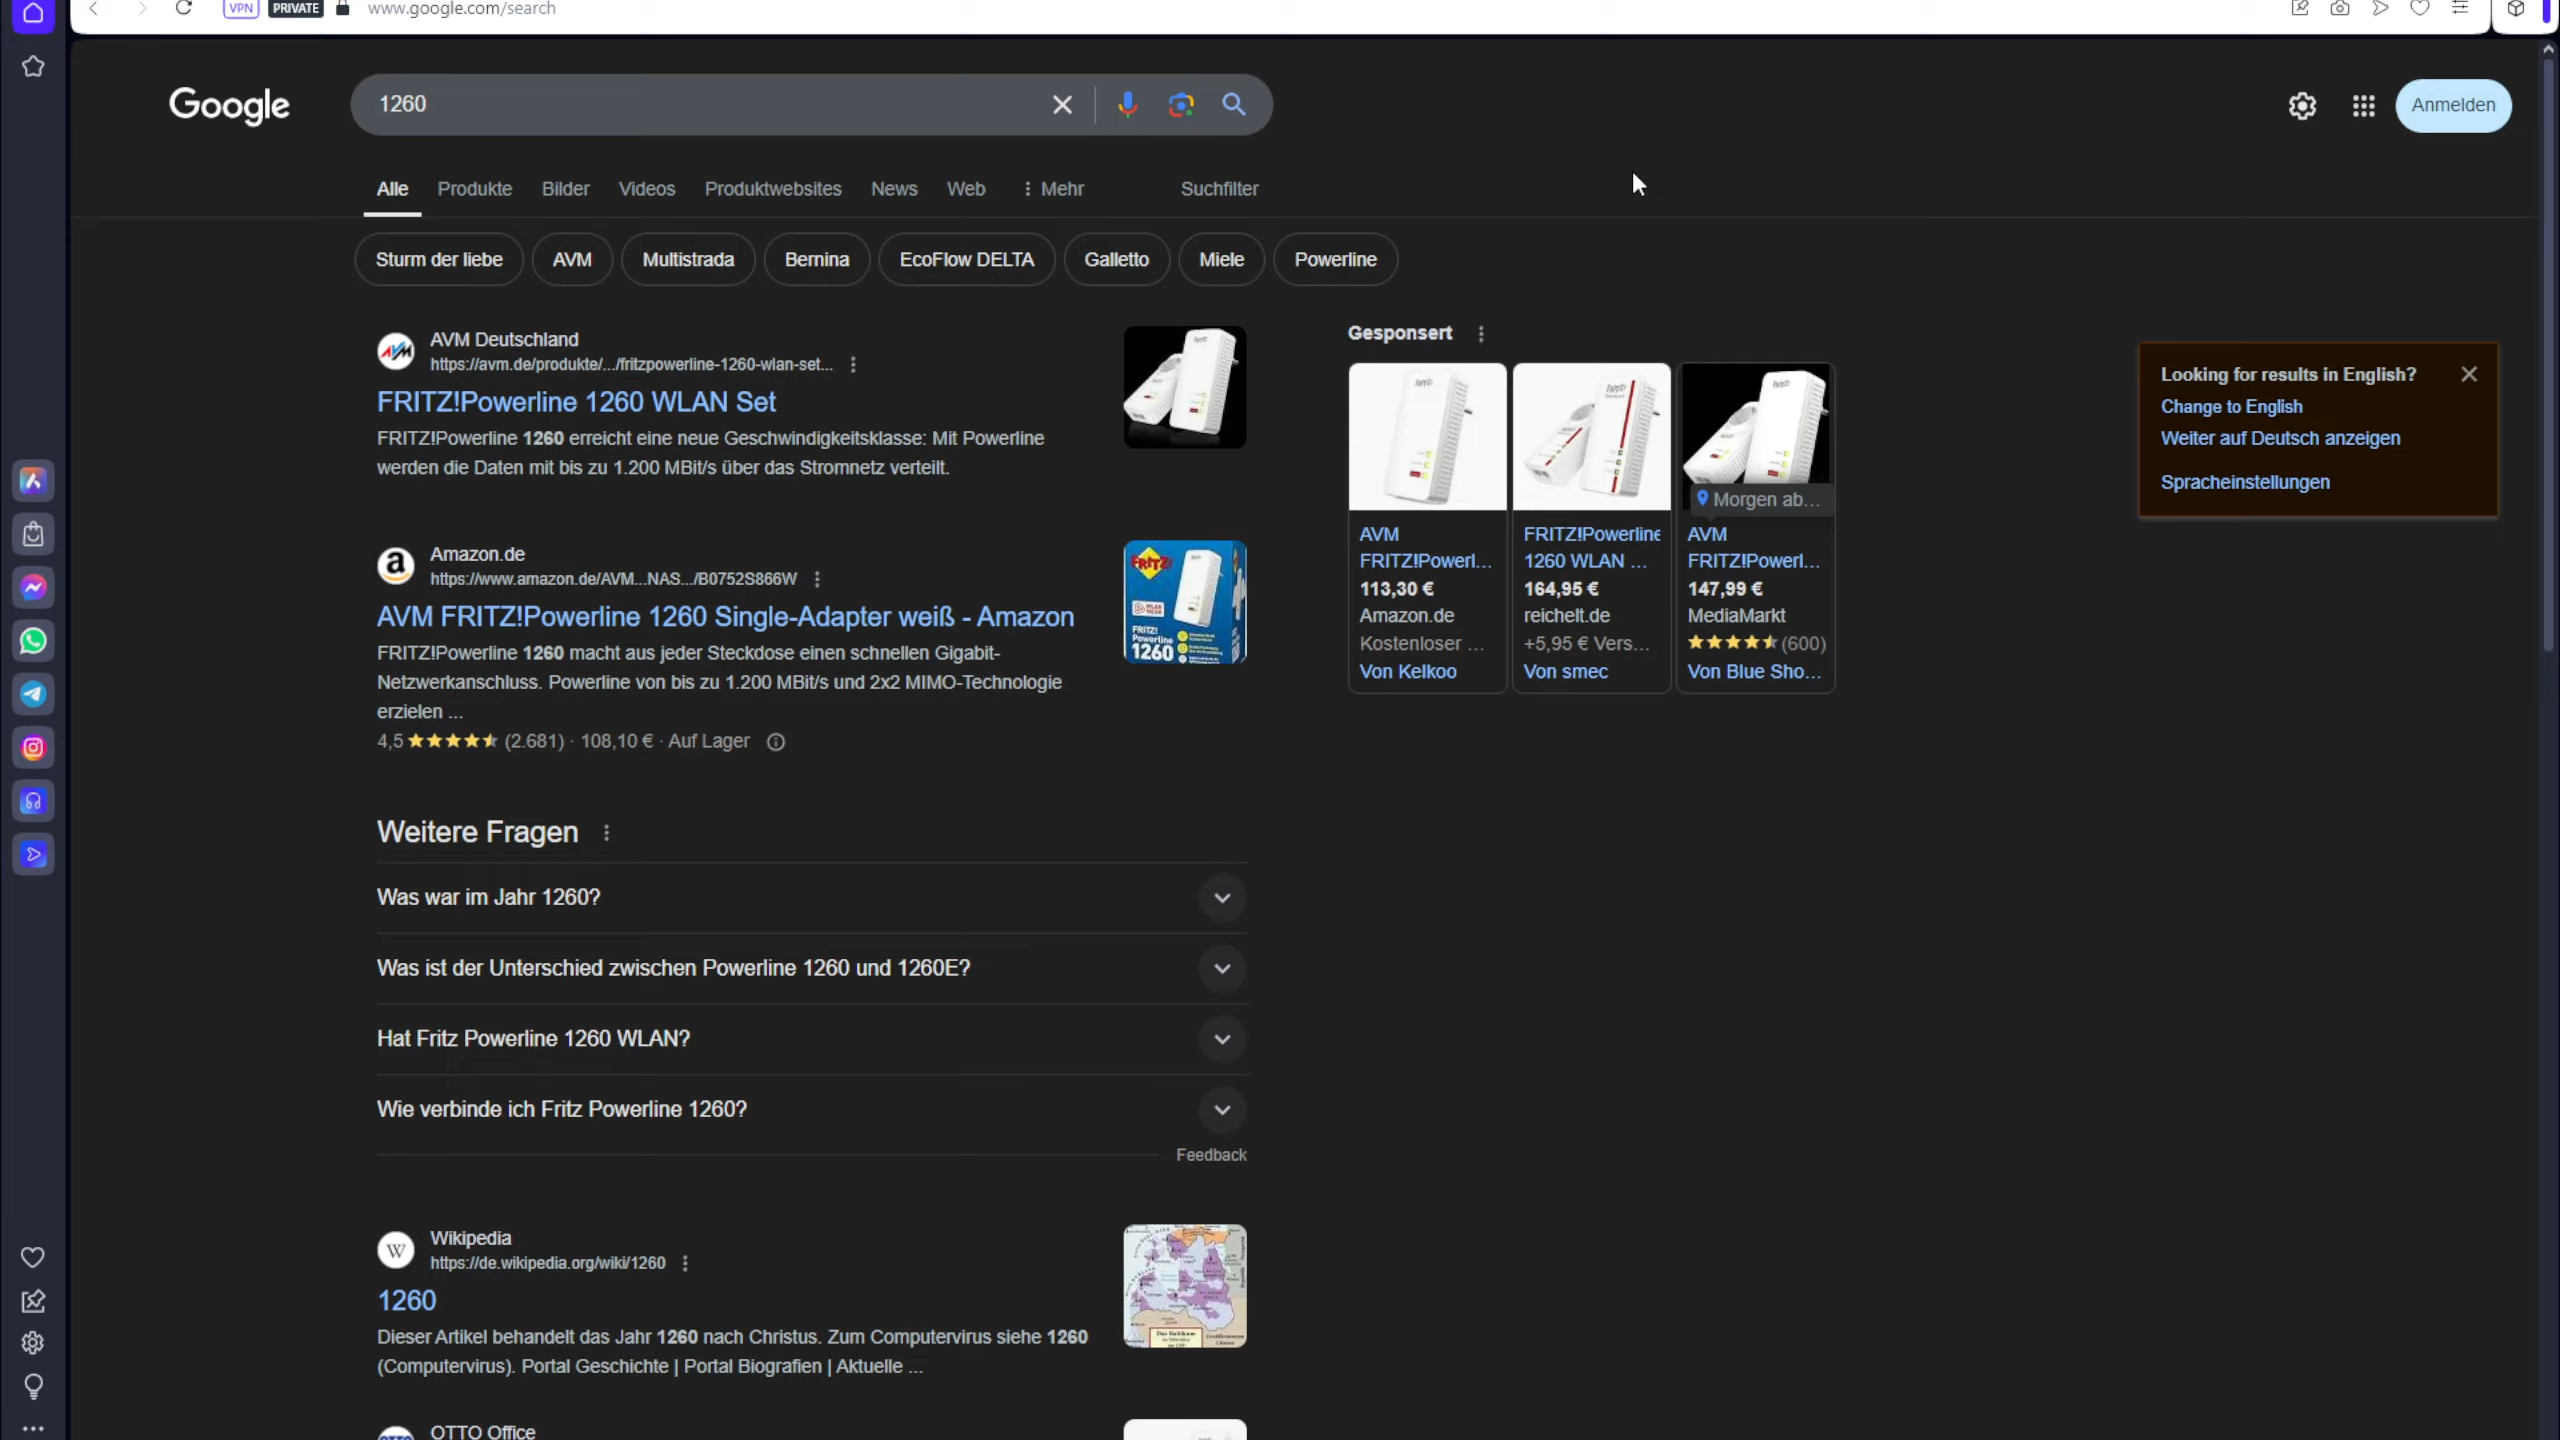 VPN PRIVATE www.google.com/search
Google
1260
Anmelden
Alle Produkte Bilder Videos Produktwebsites News Web Mehr Suchfilter
Sturm der liebe AVM Multistrada Bernina EcoFlow DELTA Galletto Miele Powerline
AVM Deutschland
https://avm.de/produkte/.../fritzpowerline-1260-wlan-set...
FRITZ!Powerline 1260 WLAN Set
FRITZ!Powerline 1260 erreicht eine neue Geschwindigkeitsklasse: Mit Powerline
werden die Daten mit bis zu 1.200 MBit/s über das Stromnetz verteilt.
Amazon.de
https://www.amazon.de/AVM...NAS.../B0752S866W
AVM FRITZ!Powerline 1260 Single-Adapter weiß - Amazon
FRITZ!Powerline 1260 macht aus jeder Steckdose einen schnellen Gigabit-
Netzwerkanschluss. Powerline von bis zu 1.200 MBit/s und 2x2 MIMO-Technologie
erzielen ...
4,5 (2.681) · 108,10 € · Auf Lager
FRITZ!
WLAN
MESH
FRITZ!
Powerline
1260
Weitere Fragen
Was war im Jahr 1260?
Was ist der Unterschied zwischen Powerline 1260 und 1260E?
Hat Fritz Powerline 1260 WLAN?
Wie verbinde ich Fritz Powerline 1260?
Feedback
W
Wikipedia
https://de.wikipedia.org/wiki/1260
1260
Dieser Artikel behandelt das Jahr 1260 nach Christus. Zum Computervirus siehe 1260
(Computervirus). Portal Geschichte | Portal Biografien | Aktuelle ...
Das Baltikum
OTTO Office
Gesponsert
AVM
FRITZ!Powerl...
113,30 €
Amazon.de
Kostenloser ...
Von Kelkoo
FRITZ!Powerline
1260 WLAN ...
164,95 €
reichelt.de
+5,95 € Vers...
Von smec
Morgen ab...
AVM
FRITZ!Powerl...
147,99 €
MediaMarkt
(600)
Von Blue Sho...
Looking for results in English?
Change to English
Weiter auf Deutsch anzeigen
Spracheinstellungen